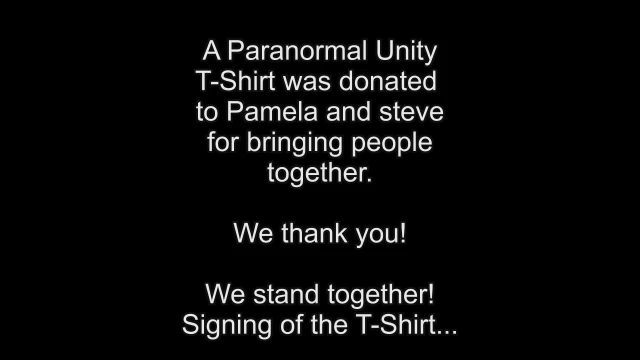 A Paranormal Unity
T-Shirt was donated
to Pamela and steve
for bringing people
together.
We thank you!
We stand together!
Signing of the T-Shirt...